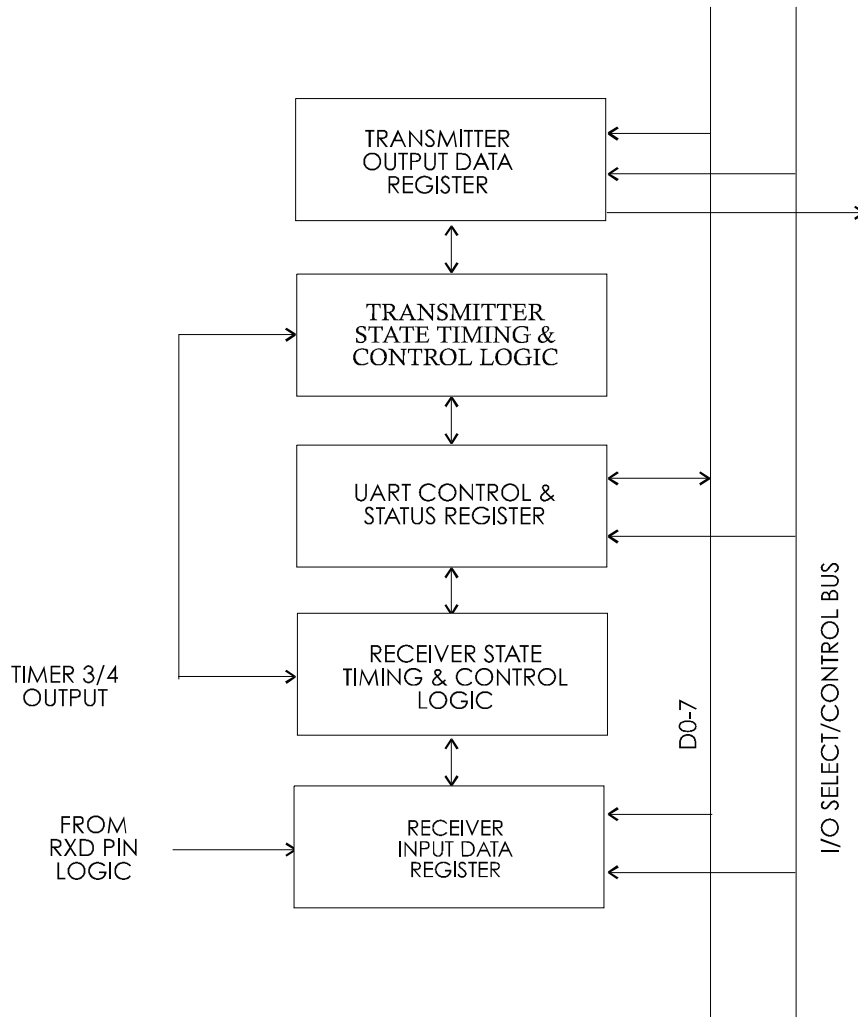 TRANSMITTER
OUTPUT DATA
REGISTER
TRANSMITTER
STATE TIMING &
CONTROL LOGIC
UART CONTROL &
STATUS REGISTER
RECEIVER STATE
TIMING & CONTROL
LOGIC
TIMER 3/4
OUTPUT
RECEIVER
INPUT DATA
REGISTER
FROM
RXD PIN
LOGIC
D0-7
I/O SELECT/CONTROL BUS